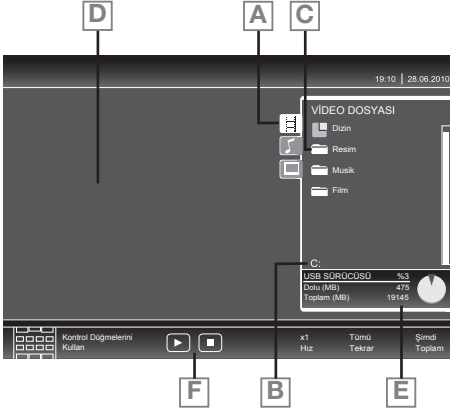 D A C
19:10 | 28.06.2010
VİDEO DOSYASI
Dizin
Resim
Musik
Film
C:
USB SÜRÜCÜSÜ %3
Dolu (MB) 475
Toplam (MB) 19145
Kontrol Düğmelerini
Kullan
x1 Tümü Şimdi
Hız Tekrar Toplam
F B E